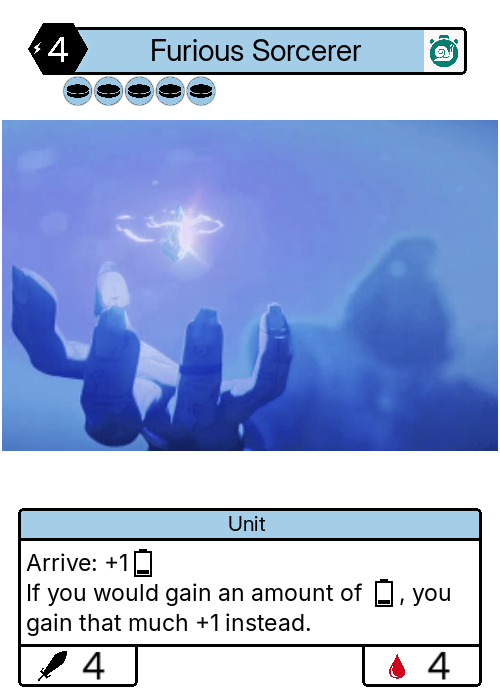 4
Furious Sorcerer
Unit
Arrive: +1
If you would gain an amount of , you
gain that much +1 instead.
4
4